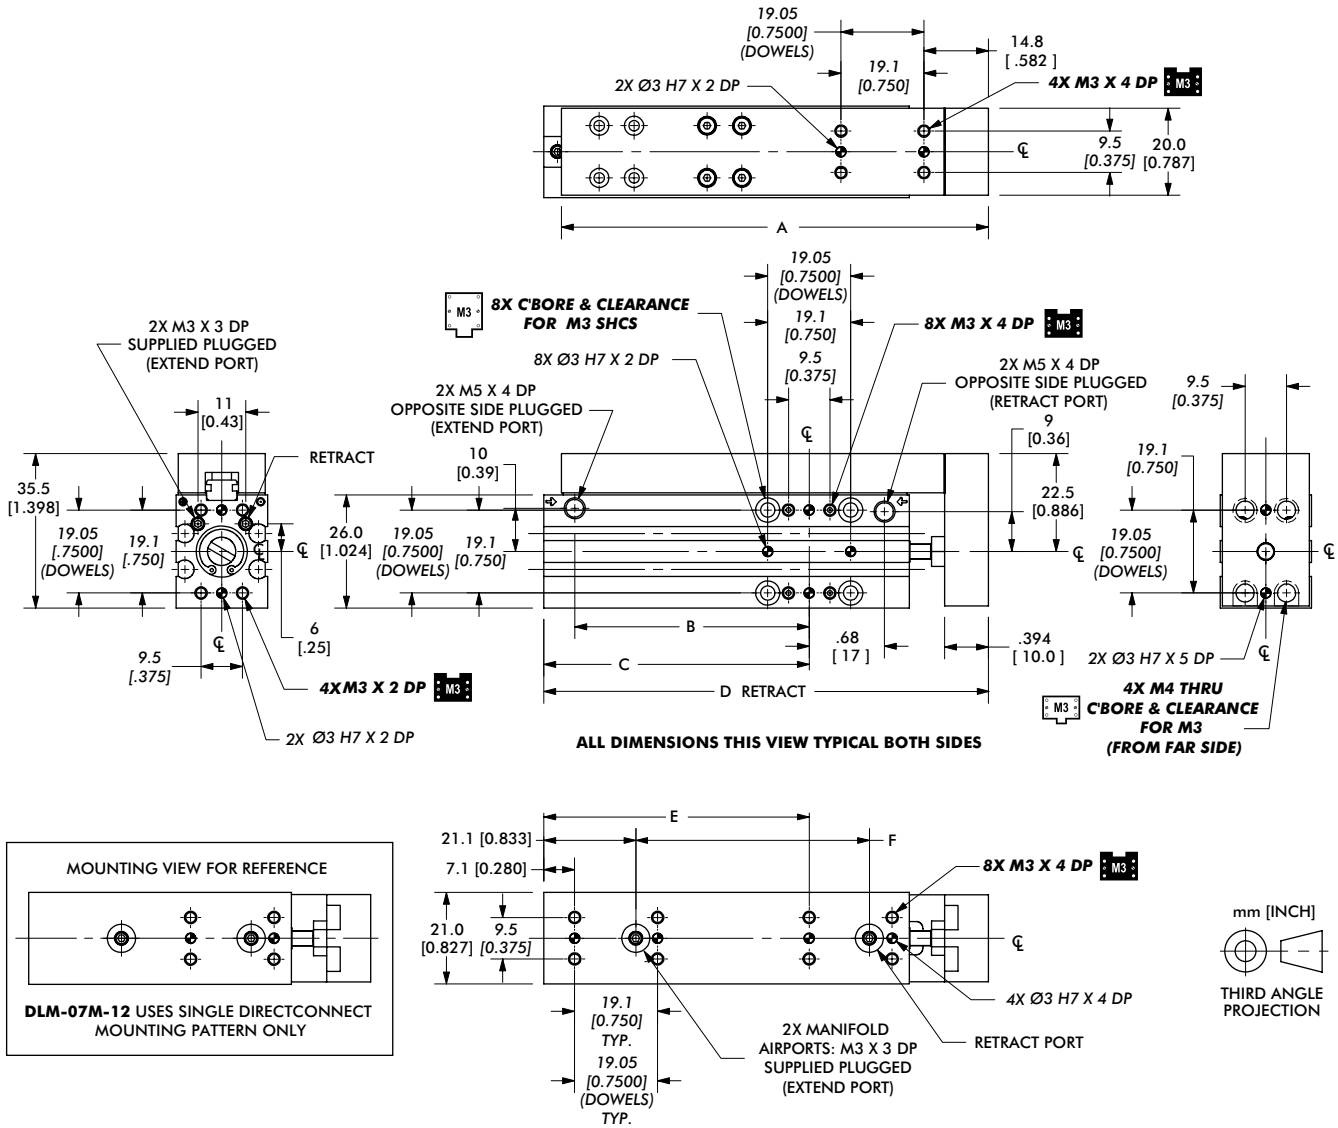 19.05
[0.7500]
(DOWELS)
14.8
[ .582 ]
19.1
[0.750]
2X Ø3 H7 X 2 DP
4X M3 X 4 DP
M3
9.5
[0.375]
20.0
[0.787]
℄
A
19.05
[0.7500]
(DOWELS)
M3
8X C'BORE & CLEARANCE
FOR M3 SHCS
19.1
[0.750]
8X M3 X 4 DP
M3
2X M3 X 3 DP
SUPPLIED PLUGGED
(EXTEND PORT)
8X Ø3 H7 X 2 DP
9.5
[0.375]
2X M5 X 4 DP
OPPOSITE SIDE PLUGGED
(RETRACT PORT)
2X M5 X 4 DP
OPPOSITE SIDE PLUGGED
(EXTEND PORT)
9.5
[0.375]
11
[0.43]
℄
9
[0.36]
RETRACT
10
[0.39]
19.1
[0.750]
35.5
[1.398]
22.5
[0.886]
19.05
[.7500]
(DOWELS)
19.1
[.750]
℄
℄
26.0
[1.024]
19.05
[0.7500]
(DOWELS)
19.1
[0.750]
℄
19.05
[0.7500]
(DOWELS)
℄
6
[.25]
B
℄
.68
[ 17 ]
.394
[ 10.0 ]
℄
9.5
[.375]
C
2X Ø3 H7 X 5 DP
4X M3 X 2 DP
M3
D RETRACT
M3
4X M4 THRU
C'BORE & CLEARANCE
FOR M3
(FROM FAR SIDE)
2X Ø3 H7 X 2 DP
ALL DIMENSIONS THIS VIEW TYPICAL BOTH SIDES
E
21.1 [0.833]
F
7.1 [0.280]
8X M3 X 4 DP
M3
MOUNTING VIEW FOR REFERENCE
21.0
[0.827]
9.5
[0.375]
℄
mm [INCH]
4X Ø3 H7 X 4 DP
THIRD ANGLE
PROJECTION
DLM-07M-12 USES SINGLE DIRECTCONNECT
MOUNTING PATTERN ONLY
19.1
[0.750]
TYP.
2X MANIFOLD
AIRPORTS: M3 X 3 DP
SUPPLIED PLUGGED
(EXTEND PORT)
RETRACT PORT
19.05
[0.7500]
(DOWELS)
TYP.